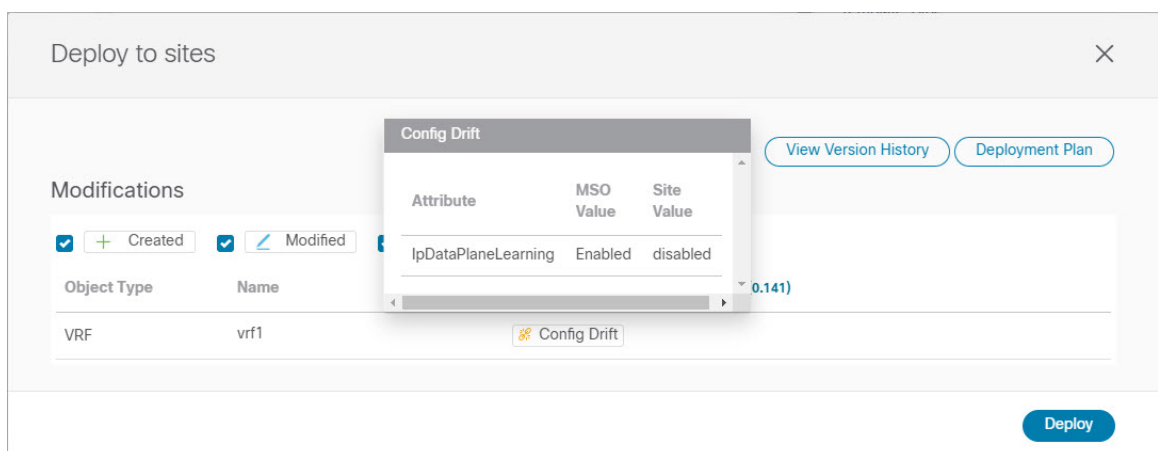 Deploy to sites
Config Drift
View Version History
Deployment Plan
Attribute
MSO Value
Site Value
IpDataPlaneLearning Enabled disabled
Modifications
Created
Modified
Object Type Name
0.141)
VRF vrf1 Config Drift
Deploy